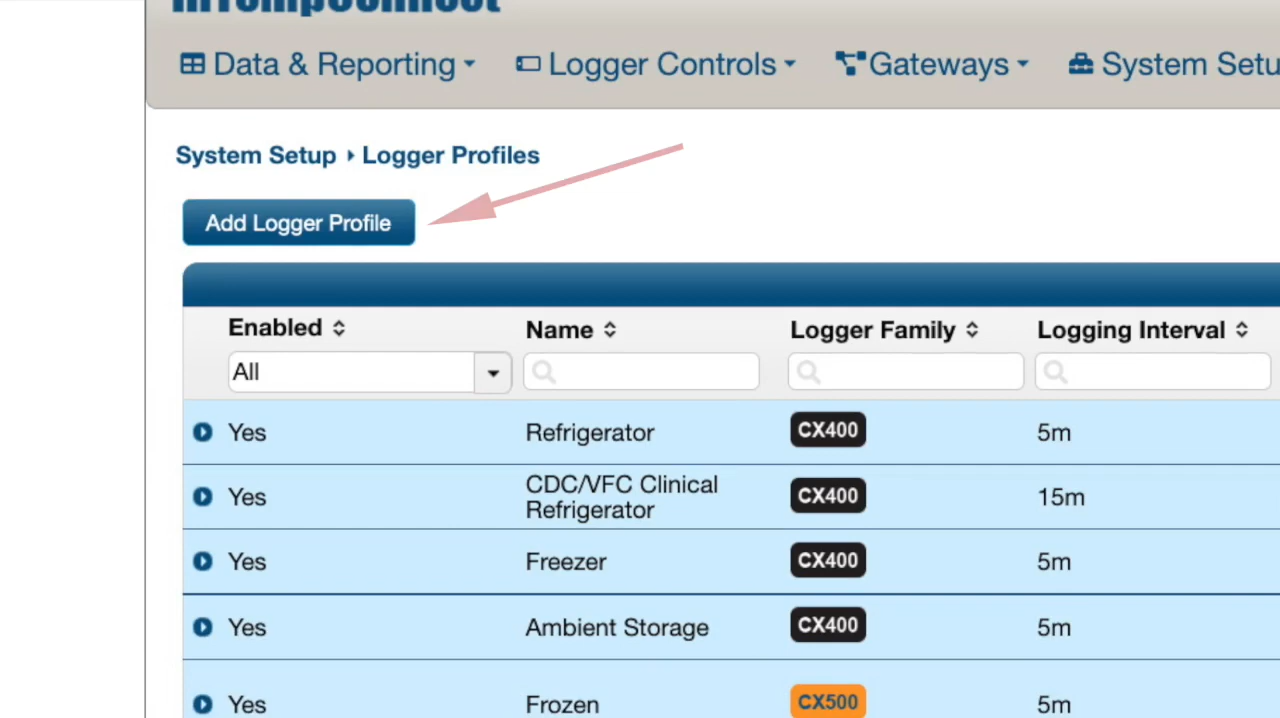 InTempConnect
Data & Reporting Logger Controls Gateways System Setu
System Setup Logger Profiles
Add Logger Profile
Enabled Name Logger Family Logging Interval
All
Yes Refrigerator CX400 5m
Yes CDC/VFC Clinical Refrigerator CX400 15m
Yes Freezer CX400 5m
Yes Ambient Storage CX400 5m
Yes Frozen CX500 5m